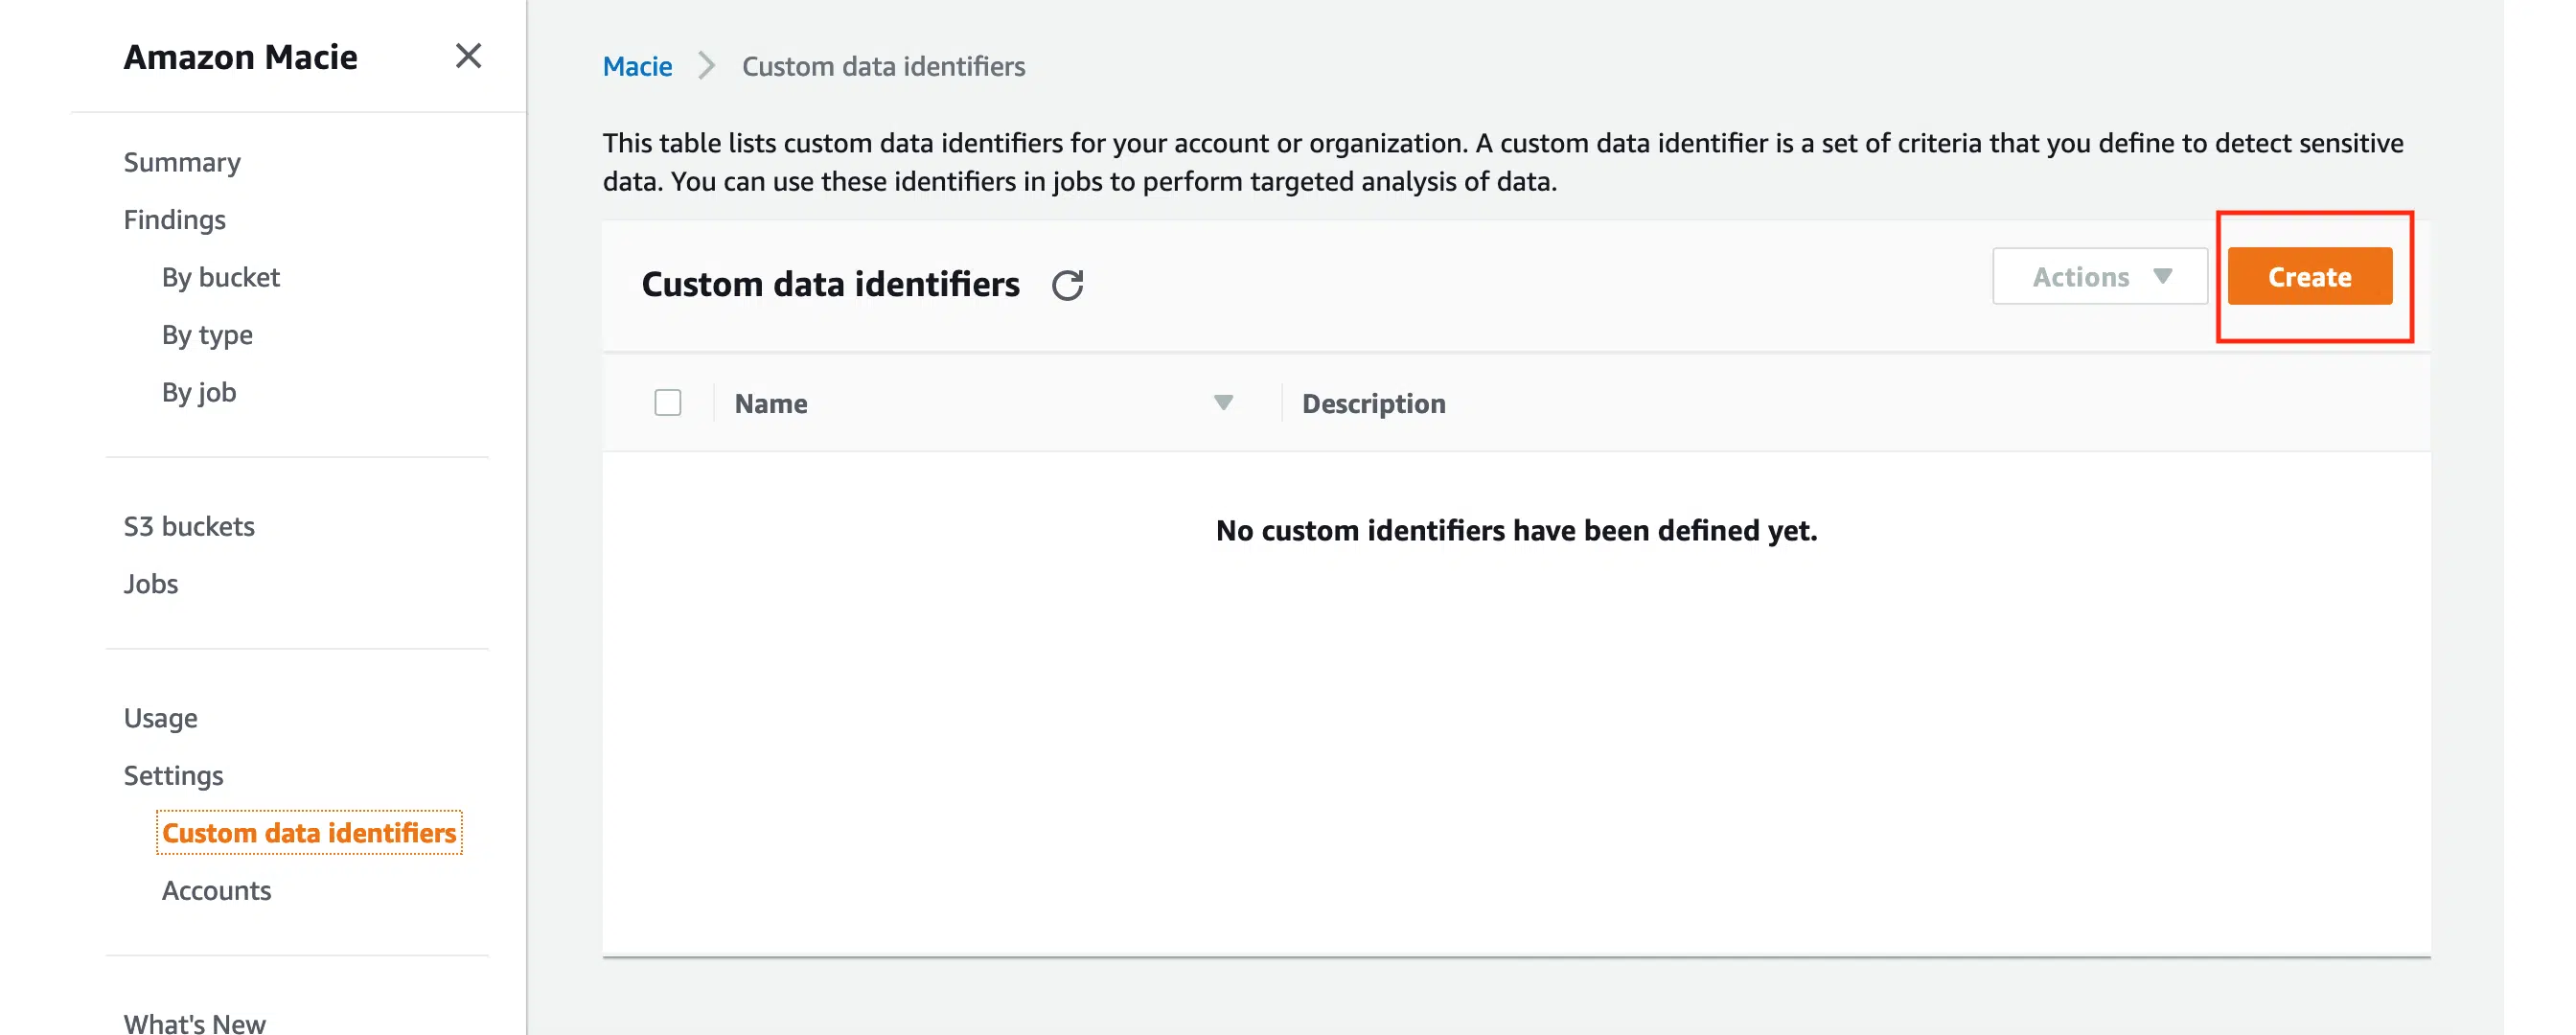 Amazon Macie
Summary
Findings
By bucket
By type
By job
S3 buckets
Jobs
Usage
Settings
Custom data identifiers
Accounts
What's New
Macie
Custom data identifiers
This table lists custom data identifiers for your account or organization. A custom data identifier is a set of criteria that you define to detect sensitive
data. You can use these identifiers in jobs to perform targeted analysis of data.
Custom data identifiers
Actions
Create
Name
Description
No custom identifiers have been defined yet.